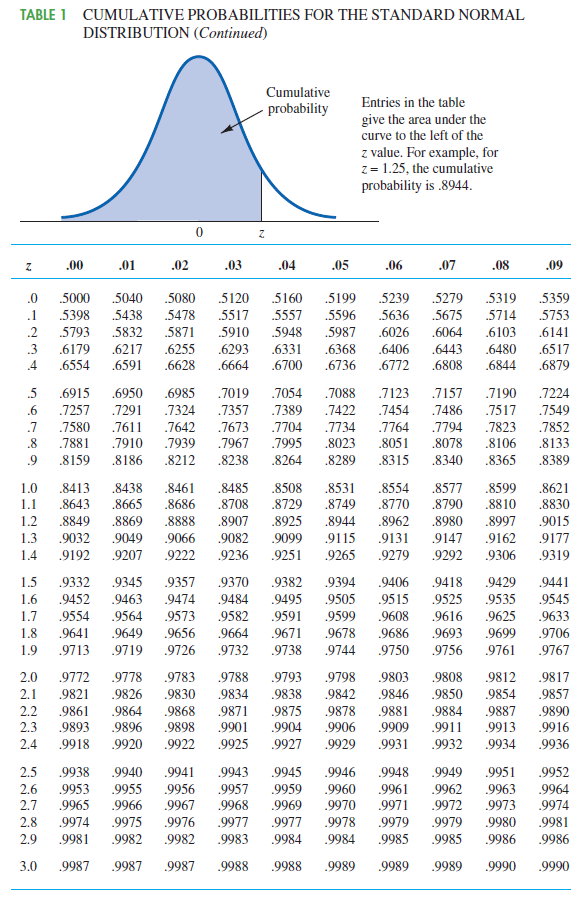 TABLE 1 CUMULATIVE PROBABILITIES FOR THE STANDARD NORMAL
DISTRIBUTION (Continued)
Cumulative
probability
Entries in the table
give the area under the
curve to the left of the
z value. For example, for
z = 1.25, the cumulative
probability is .8944.
0 z
z .00 .01 .02 .03 .04 .05 .06 .07 .08 .09
.0 .5000 .5040 .5080 .5120 .5160 .5199 .5239 .5279 .5319 .5359
.1 .5398 .5438 .5478 .5517 .5557 .5596 .5636 .5675 .5714 .5753
.2 .5793 .5832 .5871 .5910 .5948 .5987 .6026 .6064 .6103 .6141
.3 .6179 .6217 .6255 .6293 .6331 .6368 .6406 .6443 .6480 .6517
.4 .6554 .6591 .6628 .6664 .6700 .6736 .6772 .6808 .6844 .6879
.5 .6915 .6950 .6985 .7019 .7054 .7088 .7123 .7157 .7190 .7224
.6 .7257 .7291 .7324 .7357 .7389 .7422 .7454 .7486 .7517 .7549
.7 .7580 .7611 .7642 .7673 .7704 .7734 .7764 .7794 .7823 .7852
.8 .7881 .7910 .7939 .7967 .7995 .8023 .8051 .8078 .8106 .8133
.9 .8159 .8186 .8212 .8238 .8264 .8289 .8315 .8340 .8365 .8389
1.0 .8413 .8438 .8461 .8485 .8508 .8531 .8554 .8577 .8599 .8621
1.1 .8643 .8665 .8686 .8708 .8729 .8749 .8770 .8790 .8810 .8830
1.2 .8849 .8869 .8888 .8907 .8925 .8944 .8962 .8980 .8997 .9015
1.3 .9032 .9049 .9066 .9082 .9099 .9115 .9131 .9147 .9162 .9177
1.4 .9192 .9207 .9222 .9236 .9251 .9265 .9279 .9292 .9306 .9319
1.5 .9332 .9345 .9357 .9370 .9382 .9394 .9406 .9418 .9429 .9441
1.6 .9452 .9463 .9474 .9484 .9495 .9505 .9515 .9525 .9535 .9545
1.7 .9554 .9564 .9573 .9582 .9591 .9599 .9608 .9616 .9625 .9633
1.8 .9641 .9649 .9656 .9664 .9671 .9678 .9686 .9693 .9699 .9706
1.9 .9713 .9719 .9726 .9732 .9738 .9744 .9750 .9756 .9761 .9767
2.0 .9772 .9778 .9783 .9788 .9793 .9798 .9803 .9808 .9812 .9817
2.1 .9821 .9826 .9830 .9834 .9838 .9842 .9846 .9850 .9854 .9857
2.2 .9861 .9864 .9868 .9871 .9875 .9878 .9881 .9884 .9887 .9890
2.3 .9893 .9896 .9898 .9901 .9904 .9906 .9909 .9911 .9913 .9916
2.4 .9918 .9920 .9922 .9925 .9927 .9929 .9931 .9932 .9934 .9936
2.5 .9938 .9940 .9941 .9943 .9945 .9946 .9948 .9949 .9951 .9952
2.6 .9953 .9955 .9956 .9957 .9959 .9960 .9961 .9962 .9963 .9964
2.7 .9965 .9966 .9967 .9968 .9969 .9970 .9971 .9972 .9973 .9974
2.8 .9974 .9975 .9976 .9977 .9977 .9978 .9979 .9979 .9980 .9981
2.9 .9981 .9982 .9982 .9983 .9984 .9984 .9985 .9985 .9986 .9986
3.0 .9987 .9987 .9987 .9988 .9988 .9989 .9989 .9989 .9990 .9990